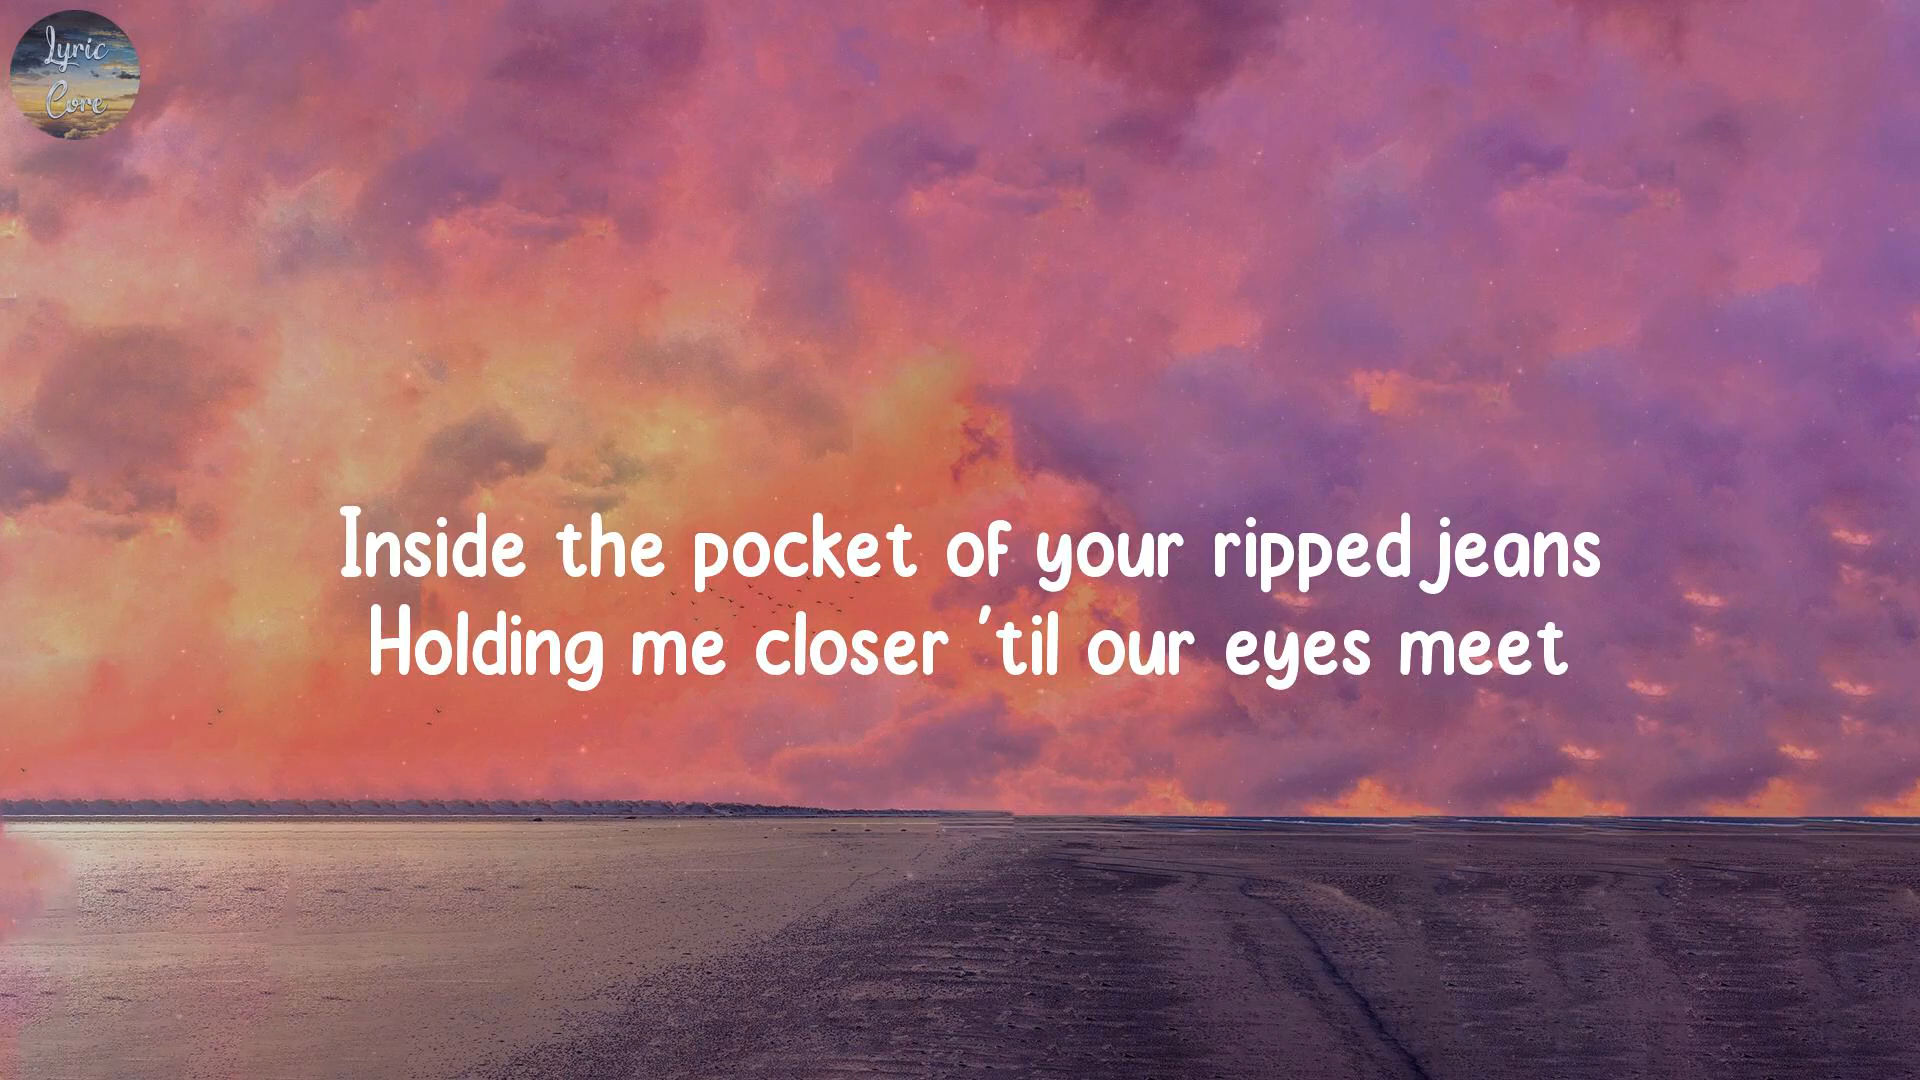 Lyric
Core
Inside the pocket of your ripped jeans
Holding me closer 'til our eyes meet